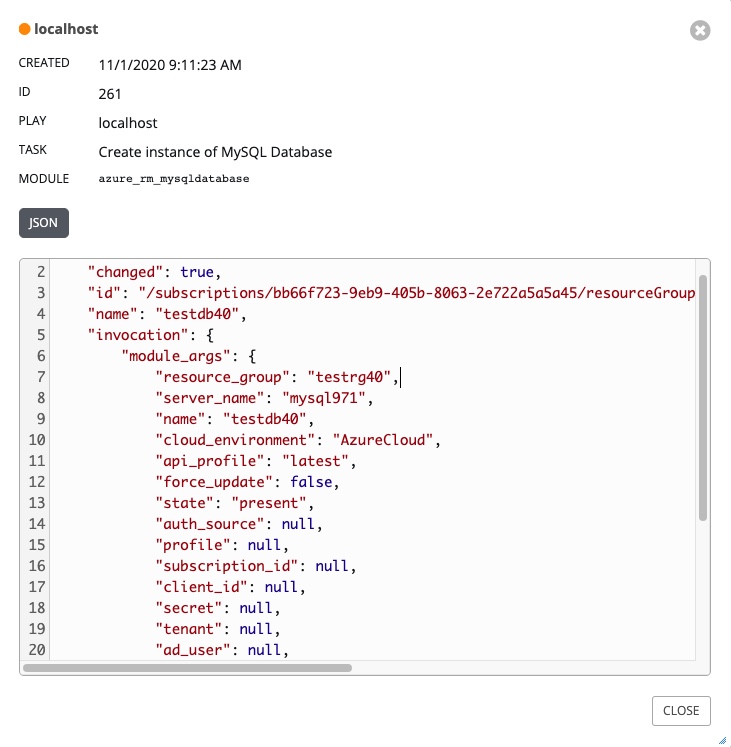 localhost
CREATED 11/1/2020 9:11:23 AM
ID 261
PLAY localhost
TASK Create instance of MySQL Database
MODULE azure_rm_mysqldatabase
JSON
2 "changed": true,
3 "id": "/subscriptions/bb66f723-9eb9-405b-8063-2e722a5a5a45/resourceGroup
4 "name": "testdb40",
5 "invocation": {
6 "module_args": {
7 "resource_group": "testrg40",
8 "server_name": "mysql971",
9 "name": "testdb40",
10 "cloud_environment": "AzureCloud",
11 "api_profile": "latest",
12 "force_update": false,
13 "state": "present",
14 "auth_source": null,
15 "profile": null,
16 "subscription_id": null,
17 "client_id": null,
18 "secret": null,
19 "tenant": null,
20 "ad_user": null,
CLOSE